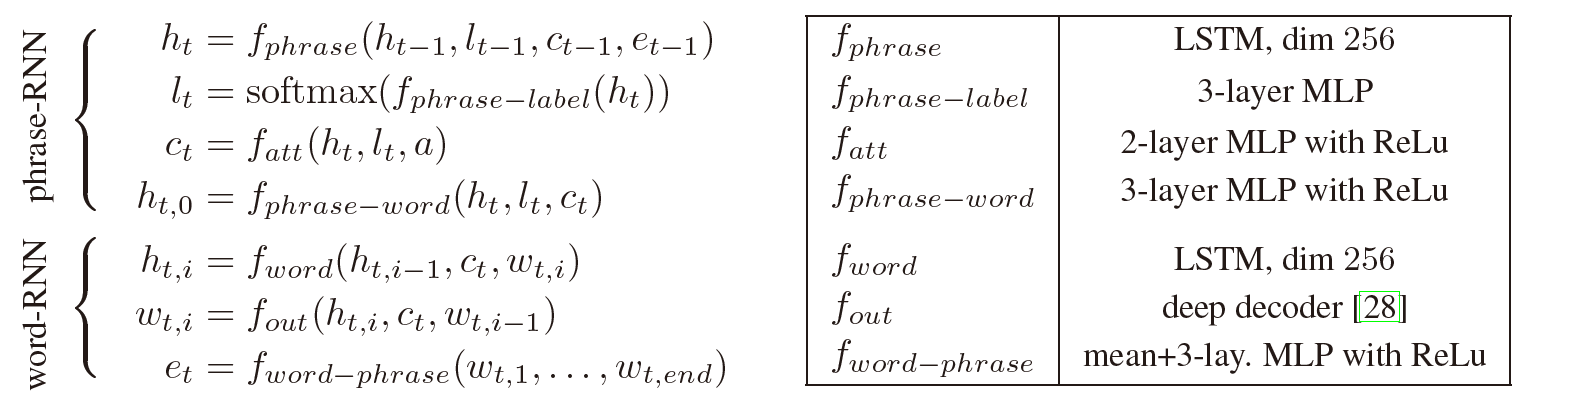 phrase-RNN
h_t = f_{phrase}(h_{t-1}, l_{t-1}, c_{t-1}, e_{t-1})
l_t = softmax(f_{phrase-label}(h_t))
c_t = f_{att}(h_t, l_t, a)
h_{t,0} = f_{phrase-word}(h_t, l_t, c_t)
word-RNN
h_{t,i} = f_{word}(h_{t,i-1}, c_t, w_{t,i})
w_{t,i} = f_{out}(h_{t,i}, c_t, w_{t,i-1})
e_t = f_{word-phrase}(w_{t,1}, ..., w_{t,end})
f_{phrase} LSTM, dim 256
f_{phrase-label} 3-layer MLP
f_{att} 2-layer MLP with ReLu
f_{phrase-word} 3-layer MLP with ReLu
f_{word} LSTM, dim 256
f_{out} deep decoder [28]
f_{word-phrase} mean+3-lay. MLP with ReLu